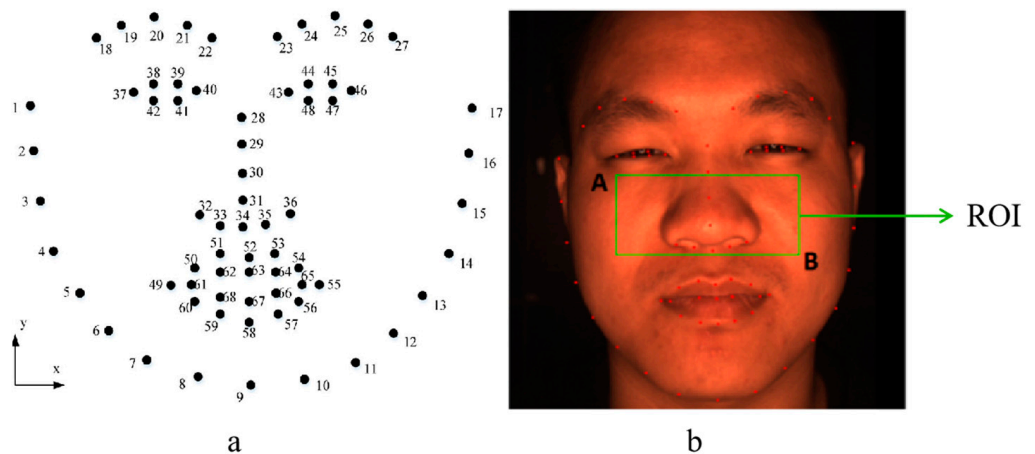 20 25
19 21 24 26
18 22 23 27
38 39 44 45
37 40 43 46
42 41 48 47
1 28 17
2 29 16
30
3 32 33 31 34 35 36 15
51 52 53
4 50 62 63 64 54 14
49 61 65 55
5 60 68 67 66 56 13
59 58 57
6 12
y
7 11
x 8 9 10
A
B
ROI
a b